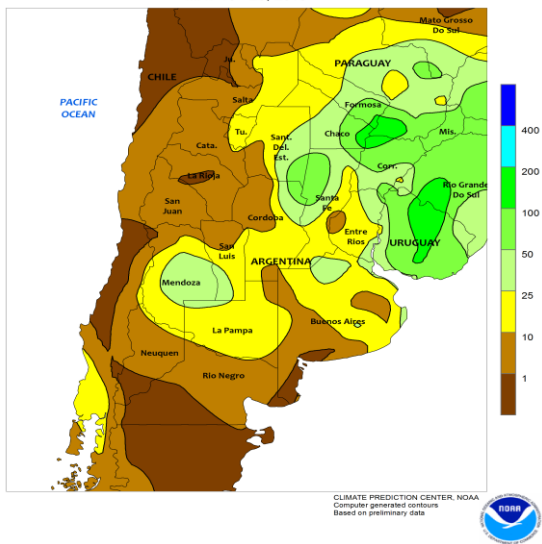 Mato Grosso
Do Sul
Ju.
PARAGUAY
CHILE
PACIFIC
OCEAN
Salta
Formosa
Tu.
Chaco
Mis.
Sant.
Del.
Est.
Cata.
Corr.
La Rioja
Rio Grande
Do Sul
San
Juan
Santa
Fe
Cordoba
Entre
Rios
URUGUAY
San
Luis
ARGENTINA
Mendoza
La Pampa
Buenos Aires
Neuquen
Rio Negro
400
200
100
50
25
10
1
CLIMATE PREDICTION CENTER, NOAA
Computer generated contours
Based on preliminary data
NOAA